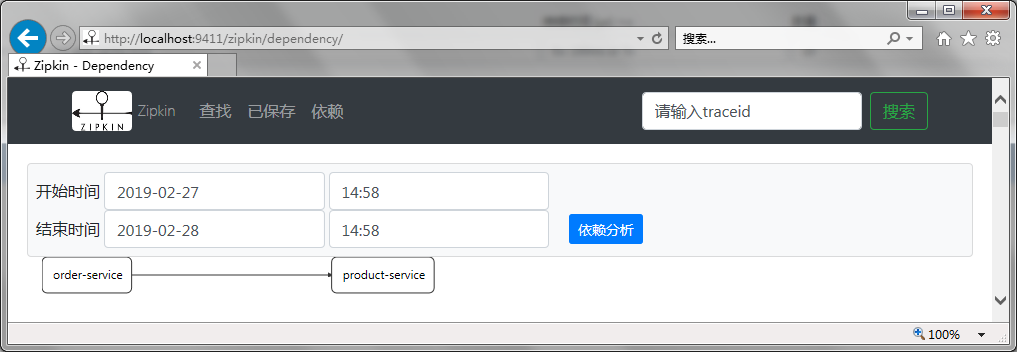 http://localhost:9411/zipkin/dependency/
搜索...
Zipkin - Dependency
ZIPKIN
Zipkin 查找 已保存 依赖
请输入traceid
搜索
开始时间 2019-02-27 14:58
结束时间 2019-02-28 14:58
依赖分析
order-service
product-service
100%